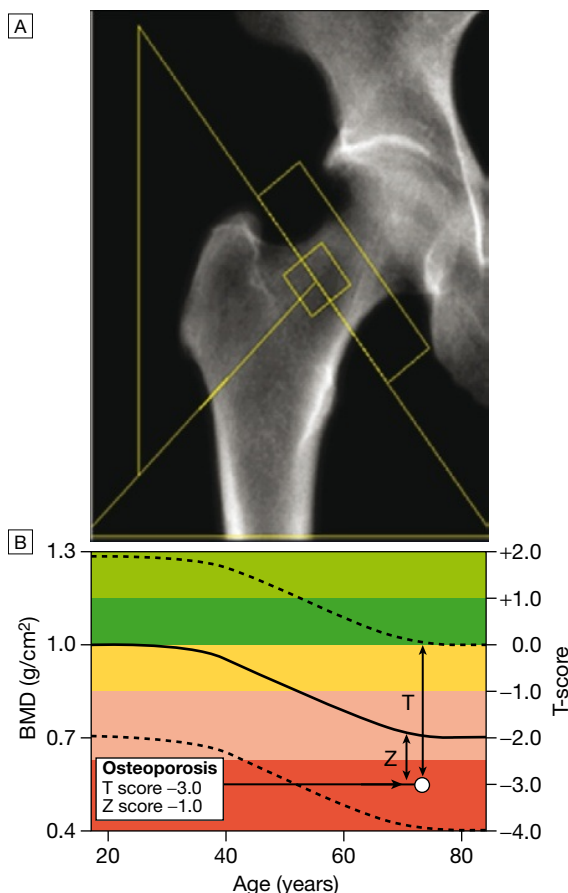 A
B
1.3
1.0
0.7
0.4
BMD (g/cm²)
+2.0
+1.0
0.0
−1.0
−2.0
−3.0
−4.0
T-score
T
Z
Osteoporosis
T score −3.0
Z score −1.0
20 40 60 80
Age (years)